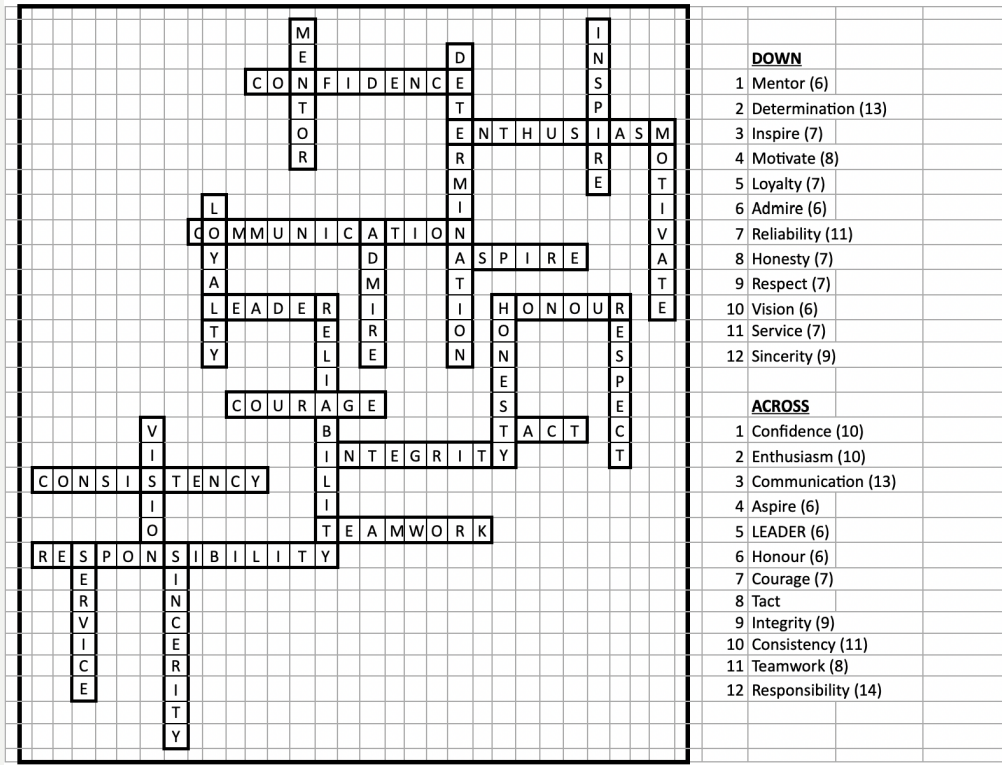 M I
E D N
C O N F I D E N C E S
T T P
O E N T H U S I A S M
R R R O
M E T
L I I
C O M M U N I C A T I O N V
Y D A S P I R E A
A M T T
L E A D E R I I H O N O U R E
T E R O O E
Y L E N N S
I E P
C O U R A G E S E
V B T A C T C
I I N T E G R I T Y T
C O N S I S T E N C Y L
I I
O T E A M W O R K
R E S P O N S I B I L I T Y
E I
R N
V C
I E
C R
E I
T
Y
DOWN
1 Mentor (6)
2 Determination (13)
3 Inspire (7)
4 Motivate (8)
5 Loyalty (7)
6 Admire (6)
7 Reliability (11)
8 Honesty (7)
9 Respect (7)
10 Vision (6)
11 Service (7)
12 Sincerity (9)
ACROSS
1 Confidence (10)
2 Enthusiasm (10)
3 Communication (13)
4 Aspire (6)
5 LEADER (6)
6 Honour (6)
7 Courage (7)
8 Tact
9 Integrity (9)
10 Consistency (11)
11 Teamwork (8)
12 Responsibility (14)